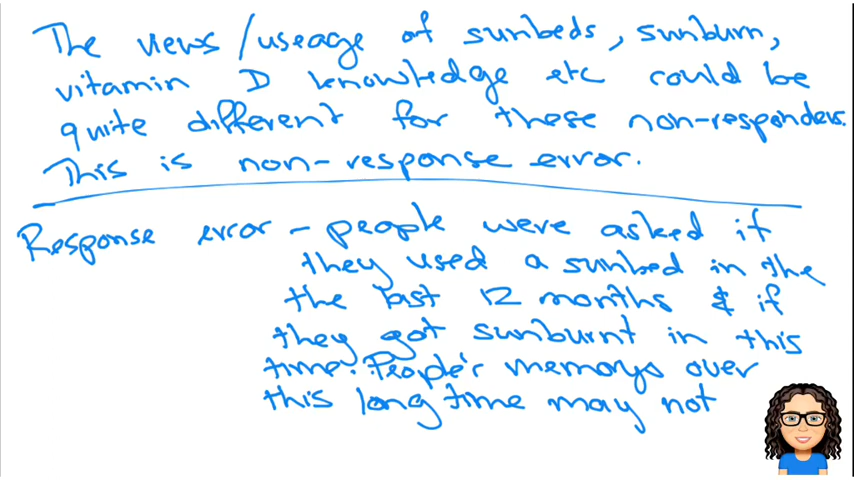 The views/useage of sunbeds, sunburn,
vitamin D knowledge etc could be
quite different for these non-responders.
This is non-response error.
Response error - people were asked if
they used a sunbed in the
the last 12 months & if
they got sunburnt in this
time. People's memorys over
this long time may not